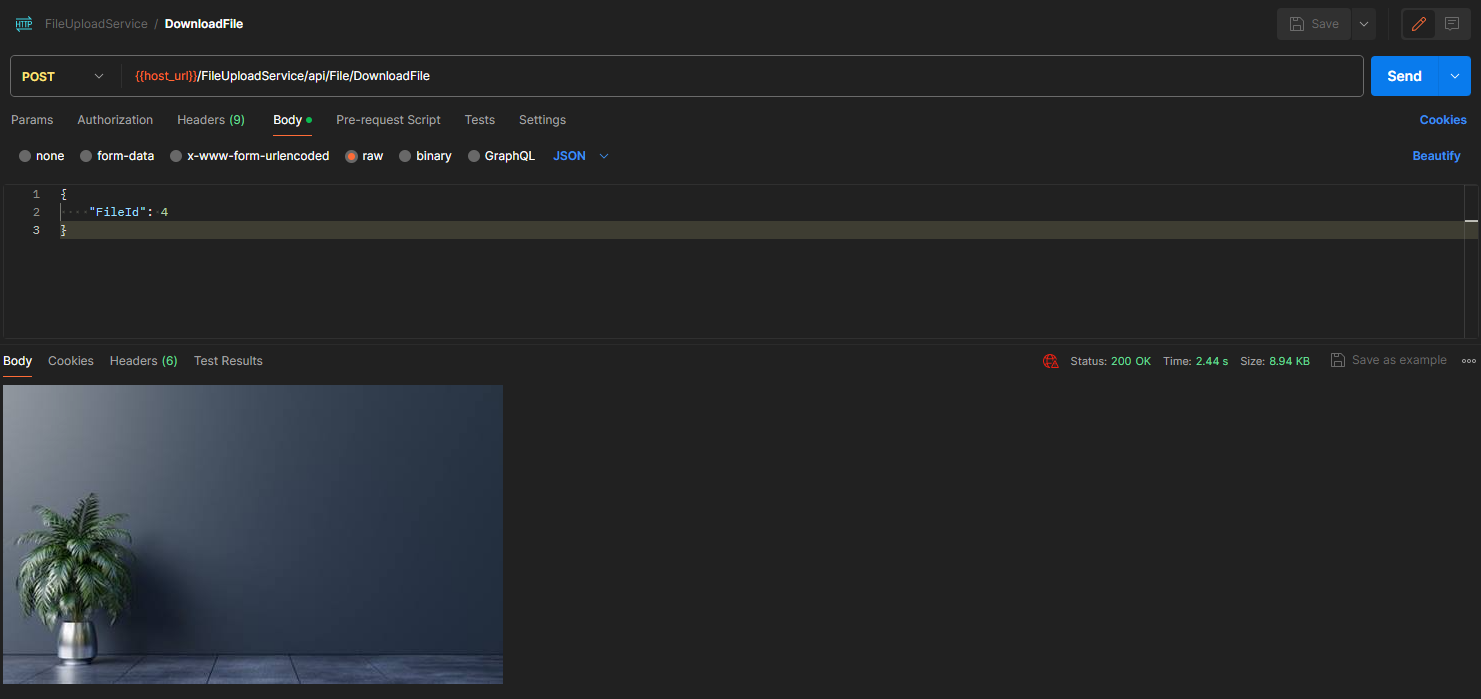 HTTP FileUploadService / DownloadFile Save
POST {{host_url}}/FileUploadService/api/File/DownloadFile Send
Params Authorization Headers (9) Body Pre-request Script Tests Settings Cookies
none form-data x-www-form-urlencoded raw binary GraphQL JSON Beautify
1 {
2 "FileId": 4
3 }
Body Cookies Headers (6) Test Results Status: 200 OK Time: 2.44 s Size: 8.94 KB Save as example